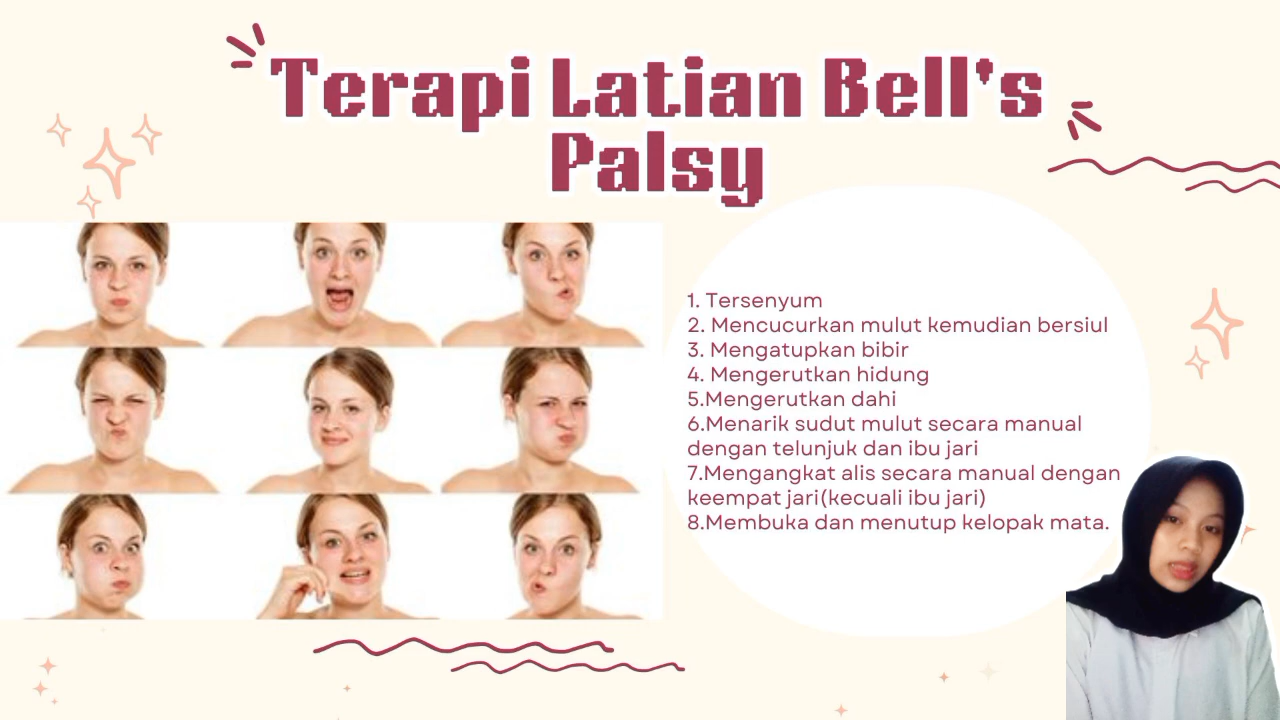 Terapi Latian Bell's
Palsy
1. Tersenyum
2. Mencucurkan mulut kemudian bersiul
3. Mengatupkan bibir
4. Mengerutkan hidung
5.Mengerutkan dahi
6.Menarik sudut mulut secara manual
dengan telunjuk dan ibu jari
7.Mengangkat alis secara manual dengan
keempat jari(kecuali ibu jari)
8.Membuka dan menutup kelopak mata.